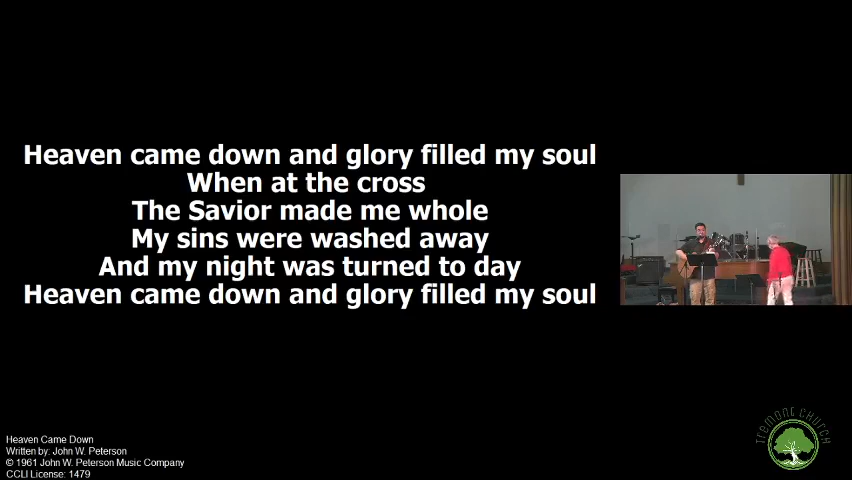 Heaven came down and glory filled my soul
When at the cross
The Savior made me whole
My sins were washed away
And my night was turned to day
Heaven came down and glory filled my soul
Heaven Came Down
Written by: John W. Peterson
© 1961 John W. Peterson Music Company
CCLI License: 1479
TREMONT CHURCH